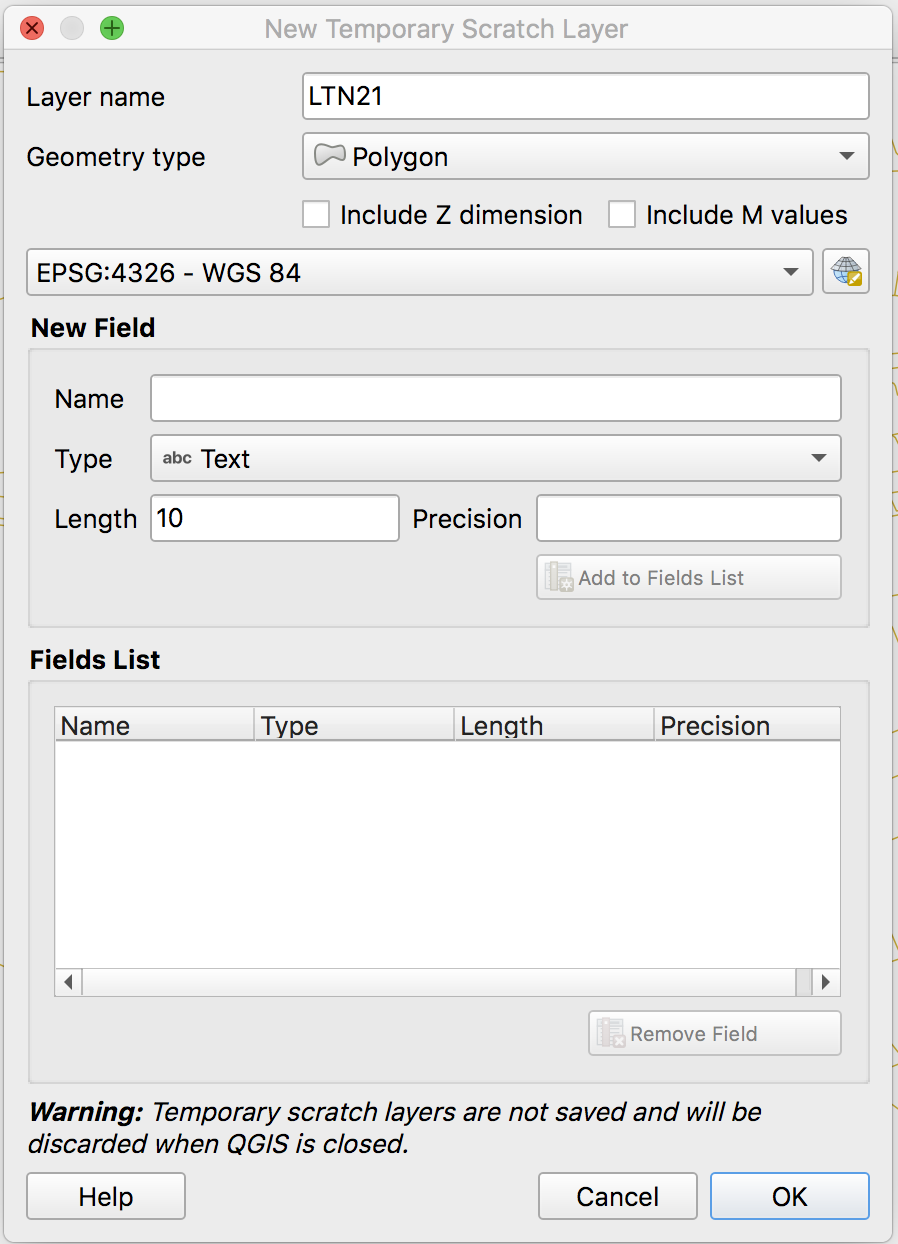 New Temporary Scratch Layer
Layer name LTN21
Geometry type Polygon
Include Z dimension Include M values
EPSG:4326 - WGS 84
New Field
Name
Type abc Text
Length 10 Precision
Add to Fields List
Fields List
Name Type Length Precision
Remove Field
Warning: Temporary scratch layers are not saved and will be
discarded when QGIS is closed.
Help Cancel OK